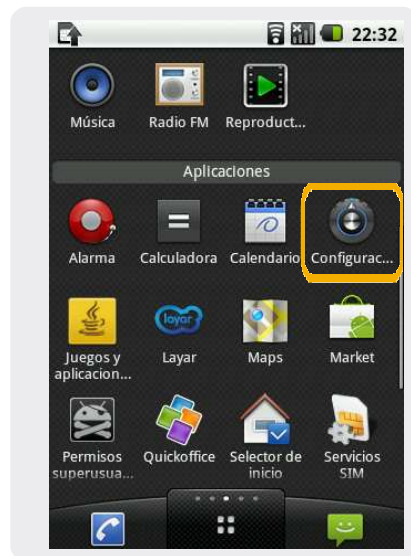 22:32
Música Radio FM Reproduct...
Aplicaciones
Alarma Calculadora Calendario Configurac...
Juegos y aplicacion... Layar Maps Market
Permisos superusua... Quickoffice Selector de inicio Servicios SIM